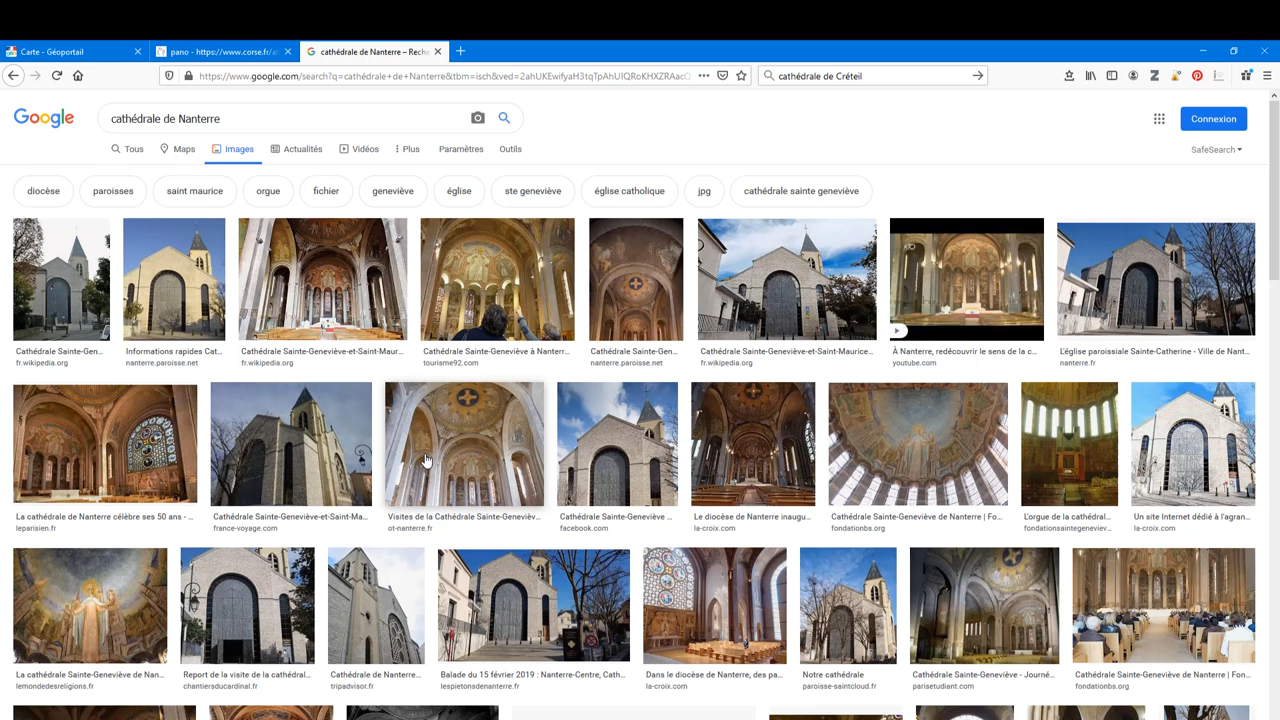 Carte - Géoportail
pano - https://www.corse.fr/a
cathédrale de Nanterre – Rech
https://www.google.com/search?q=cathédrale+de+Nanterre&tbm=isch&ved=2ahUKEwifyaH3tqTpAhUIQRoKHXZRAacQ
cathédrale de Créteil
Google
cathédrale de Nanterre
Connexion
Tous
Maps
Images
Actualités
Vidéos
Plus
Paramètres
Outils
SafeSearch
diocèse
paroisses
saint maurice
orgue
fichier
geneviève
église
ste geneviève
église catholique
jpg
cathédrale sainte geneviève
Cathédrale Sainte-Gen...
fr.wikipedia.org
Informations rapides Cat...
nanterre.paroisse.net
Cathédrale Sainte-Geneviève-et-Saint-Maur...
fr.wikipedia.org
Cathédrale Sainte-Geneviève à Nanterr...
tourisme92.com
Cathédrale Sainte-Gen...
nanterre.paroisse.net
Cathédrale Sainte-Geneviève-et-Saint-Maurice...
fr.wikipedia.org
À Nanterre, redécouvrir le sens de la c...
youtube.com
L'église paroissiale Sainte-Catherine - Ville de Nant...
nanterre.fr
La cathédrale de Nanterre célèbre ses 50 ans - ...
leparisien.fr
Cathédrale Sainte-Geneviève-et-Saint-Ma...
france-voyage.com
Visites de la Cathédrale Sainte-Genevièv...
ot-nanterre.fr
Cathédrale Sainte-Geneviève ...
facebook.com
Le diocèse de Nanterre inaugu...
la-croix.com
Cathédrale Sainte-Geneviève de Nanterre | Fo...
fondationbs.org
L'orgue de la cathédral...
fondationsaintegeneviev...
Un site Internet dédié à l'agran...
la-croix.com
La cathédrale Sainte-Geneviève de Nan...
lemondedesreligions.fr
Report de la visite de la cathédral...
chantiersducardinal.fr
Cathédrale de Nanterre...
tripadvisor.fr
Balade du 15 février 2019 : Nanterre-Centre, Cath...
lespietonsdenanterre.fr
Dans le diocèse de Nanterre, des pa...
la-croix.com
Notre cathédrale
paroisse-saintcloud.fr
Cathédrale Sainte-Geneviève - Journé...
parisetudiant.com
Cathédrale Sainte-Geneviève de Nanterre | Fon...
fondationbs.org